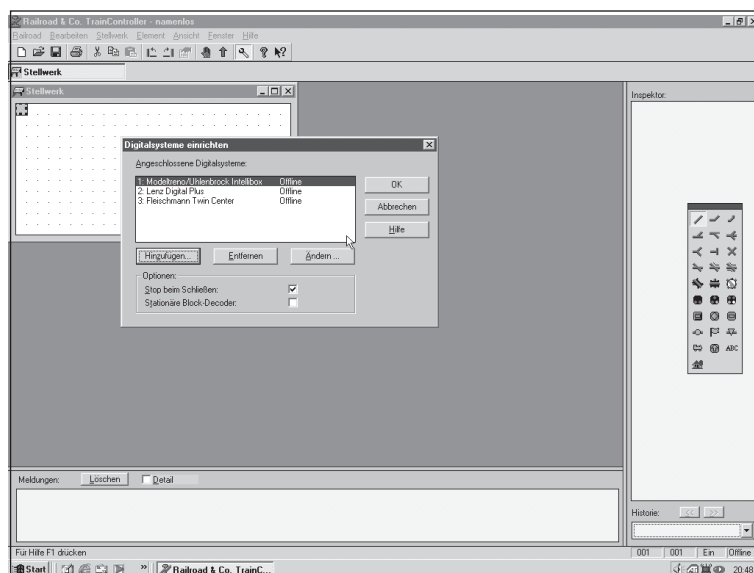 Railroad & Co. TrainController - namenlos
Railroad Bearbeiten Stellwerk Element Ansicht Fenster Hilfe
Stellwerk
Stellwerk
Inspektor:
Digitalsysteme einrichten
Angeschlossene Digitalsysteme:
1: Modeltreno/Uhlenbrock Intellibox Offline
2: Lenz Digital Plus Offline
3: Fleischmann Twin Center Offline
OK
Abbrechen
Hilfe
Hinzufügen... Entfernen Ändern ...
Optionen:
Stop beim Schließen:
Stationäre Block-Decoder:
ABC
Meldungen: Löschen Detail
Historie: << >>
Für Hilfe F1 drücken
001 001 Ein Offline
Start » Railroad & Co. TrainC... 20:48